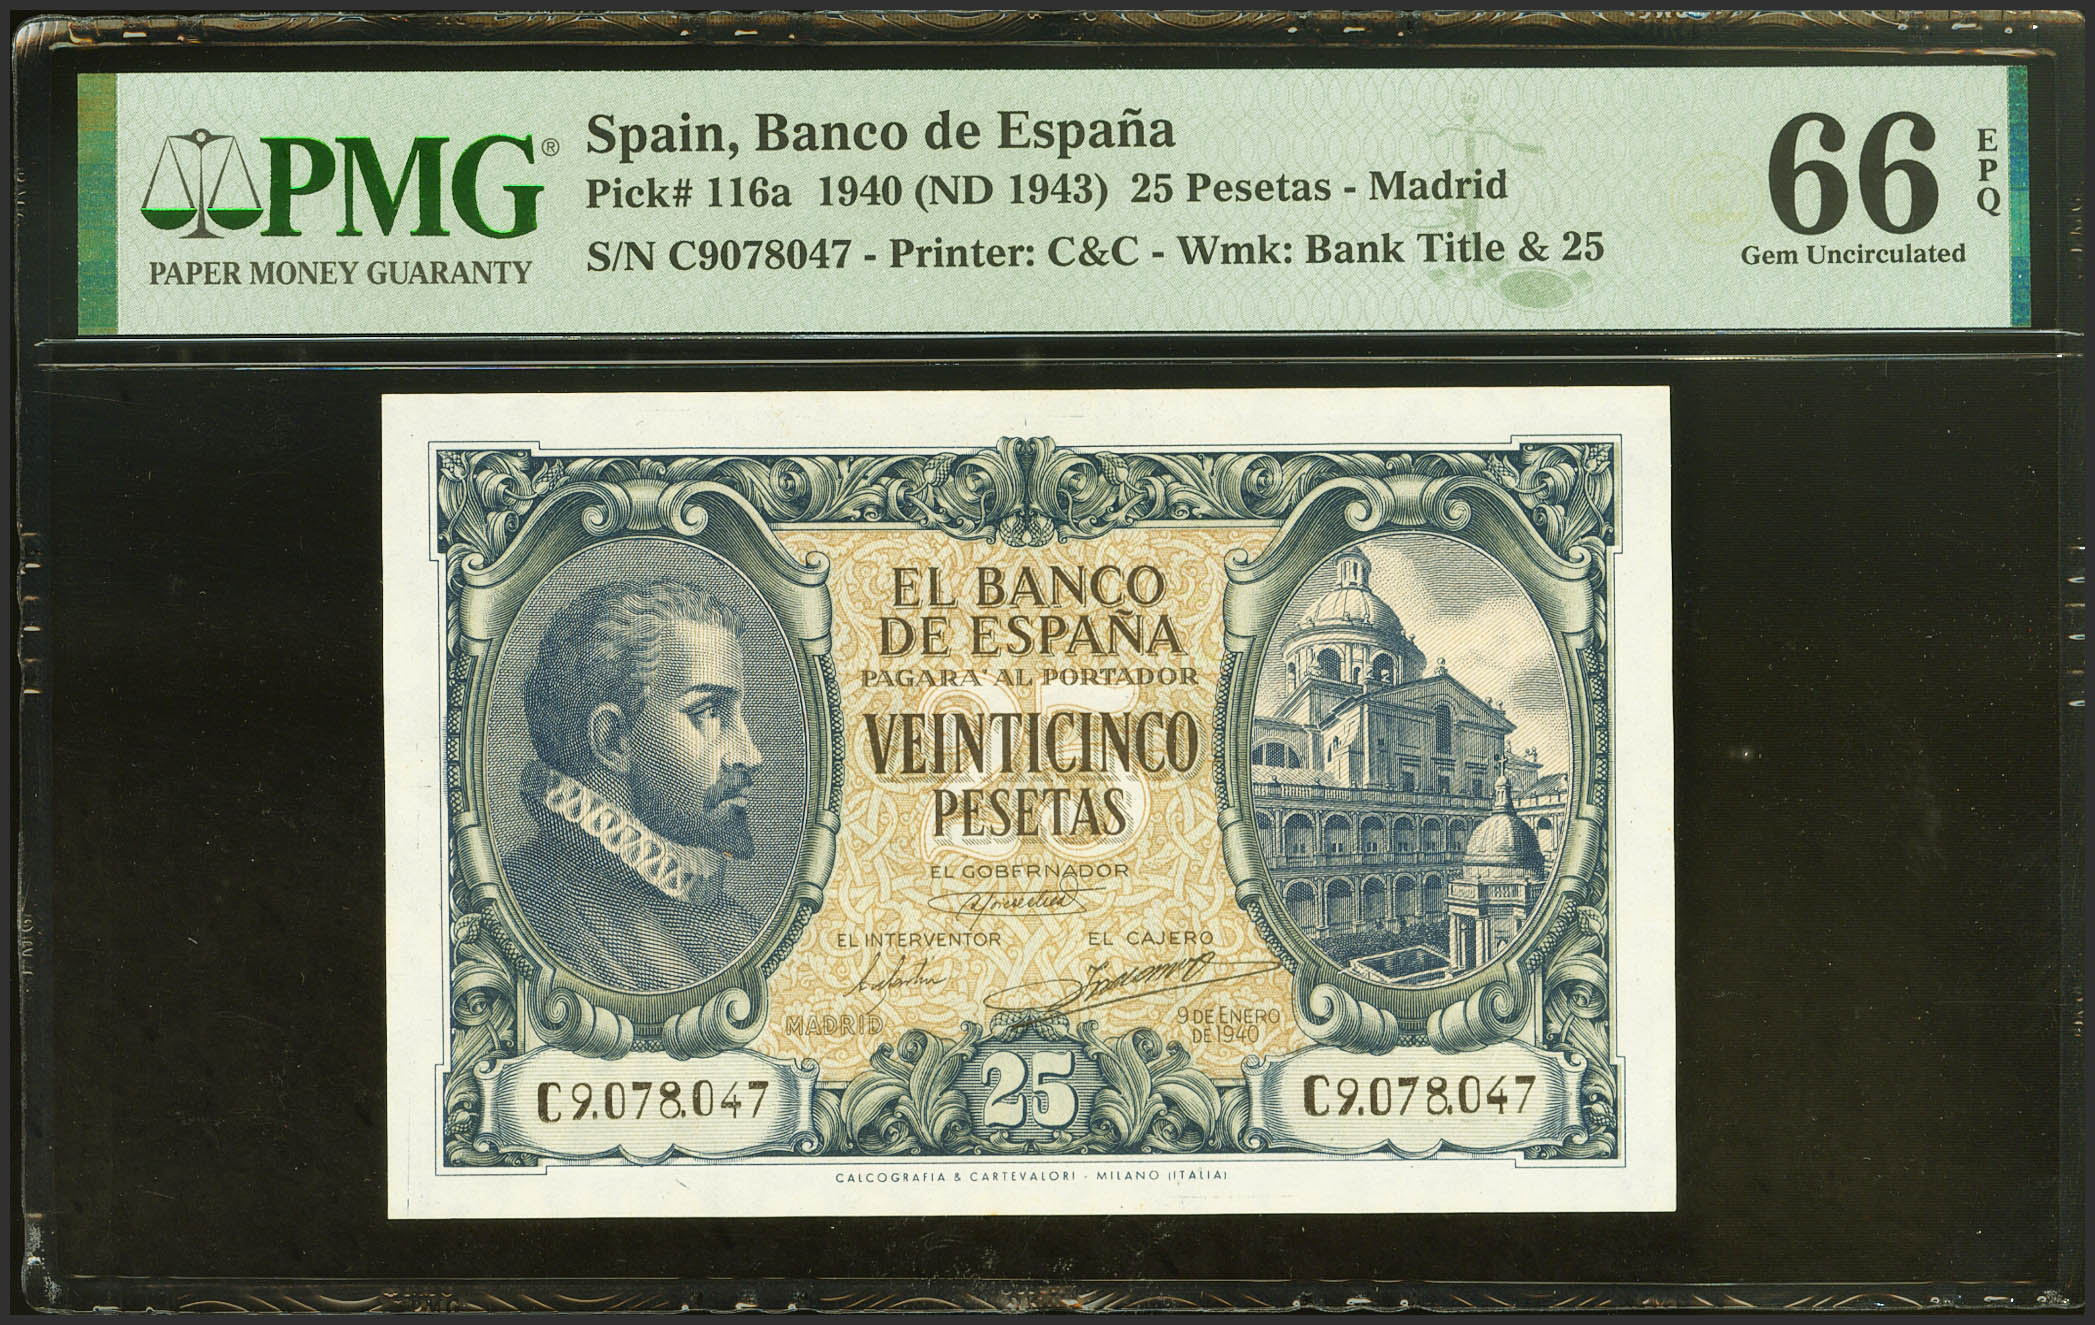 PMG®
PAPER MONEY GUARANTY
Spain, Banco de España
Pick# 116a 1940 (ND 1943) 25 Pesetas - Madrid
S/N C9078047 - Printer: C&C - Wmk: Bank Title & 25
66
EPQ
Gem Uncirculated
EL BANCO
DE ESPAÑA
PAGARA' AL PORTADOR
25
VEINTICINCO
PESETAS
EL GOBERNADOR
EL INTERVENTOR EL CAJERO
MADRID
9 DE ENERO
DE 1940
C9.078.047
25
C9.078.047
CALCOGRAFIA & CARTEVALORI - MILANO (ITALIA)